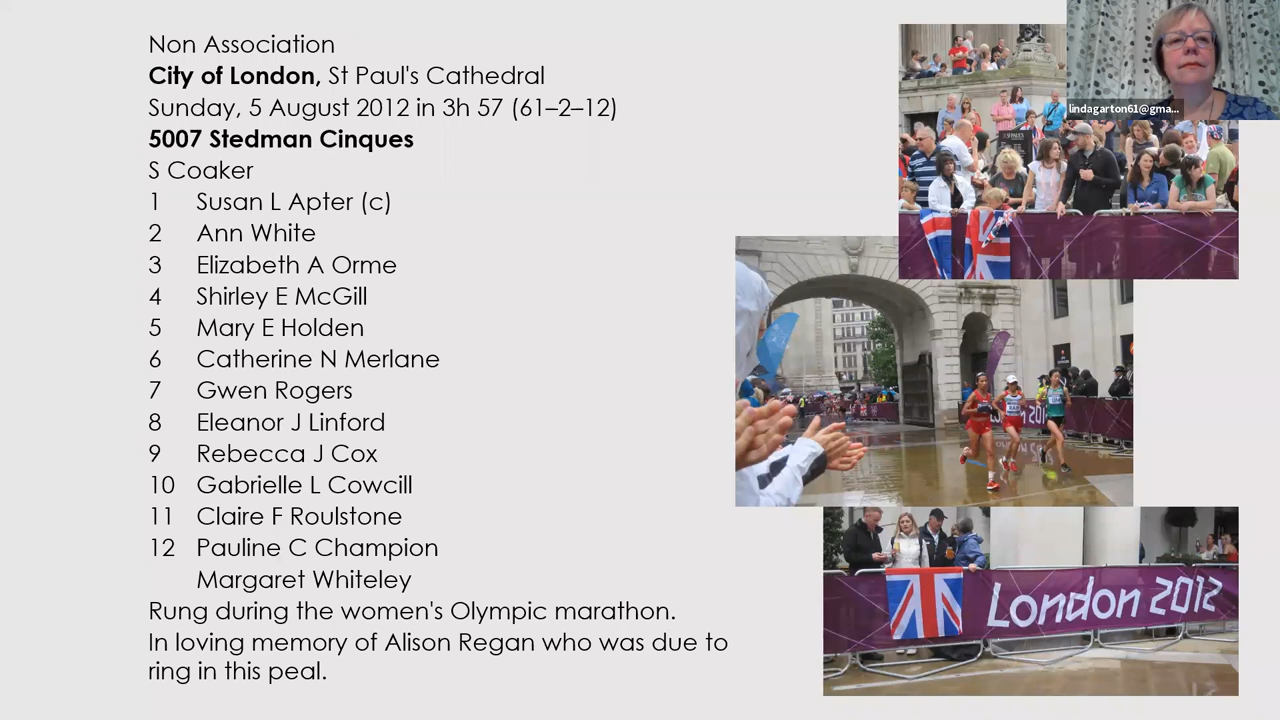 Non Association
City of London, St Paul's Cathedral
Sunday, 5 August 2012 in 3h 57 (61–2–12)
5007 Stedman Cinques
S Coaker
1 Susan L Apter (c)
2 Ann White
3 Elizabeth A Orme
4 Shirley E McGill
5 Mary E Holden
6 Catherine N Merlane
7 Gwen Rogers
8 Eleanor J Linford
9 Rebecca J Cox
10 Gabrielle L Cowcill
11 Claire F Roulstone
12 Pauline C Champion
Margaret Whiteley
Rung during the women's Olympic marathon.
In loving memory of Alison Regan who was due to
ring in this peal.
lindagarton61@gma...
London 2012